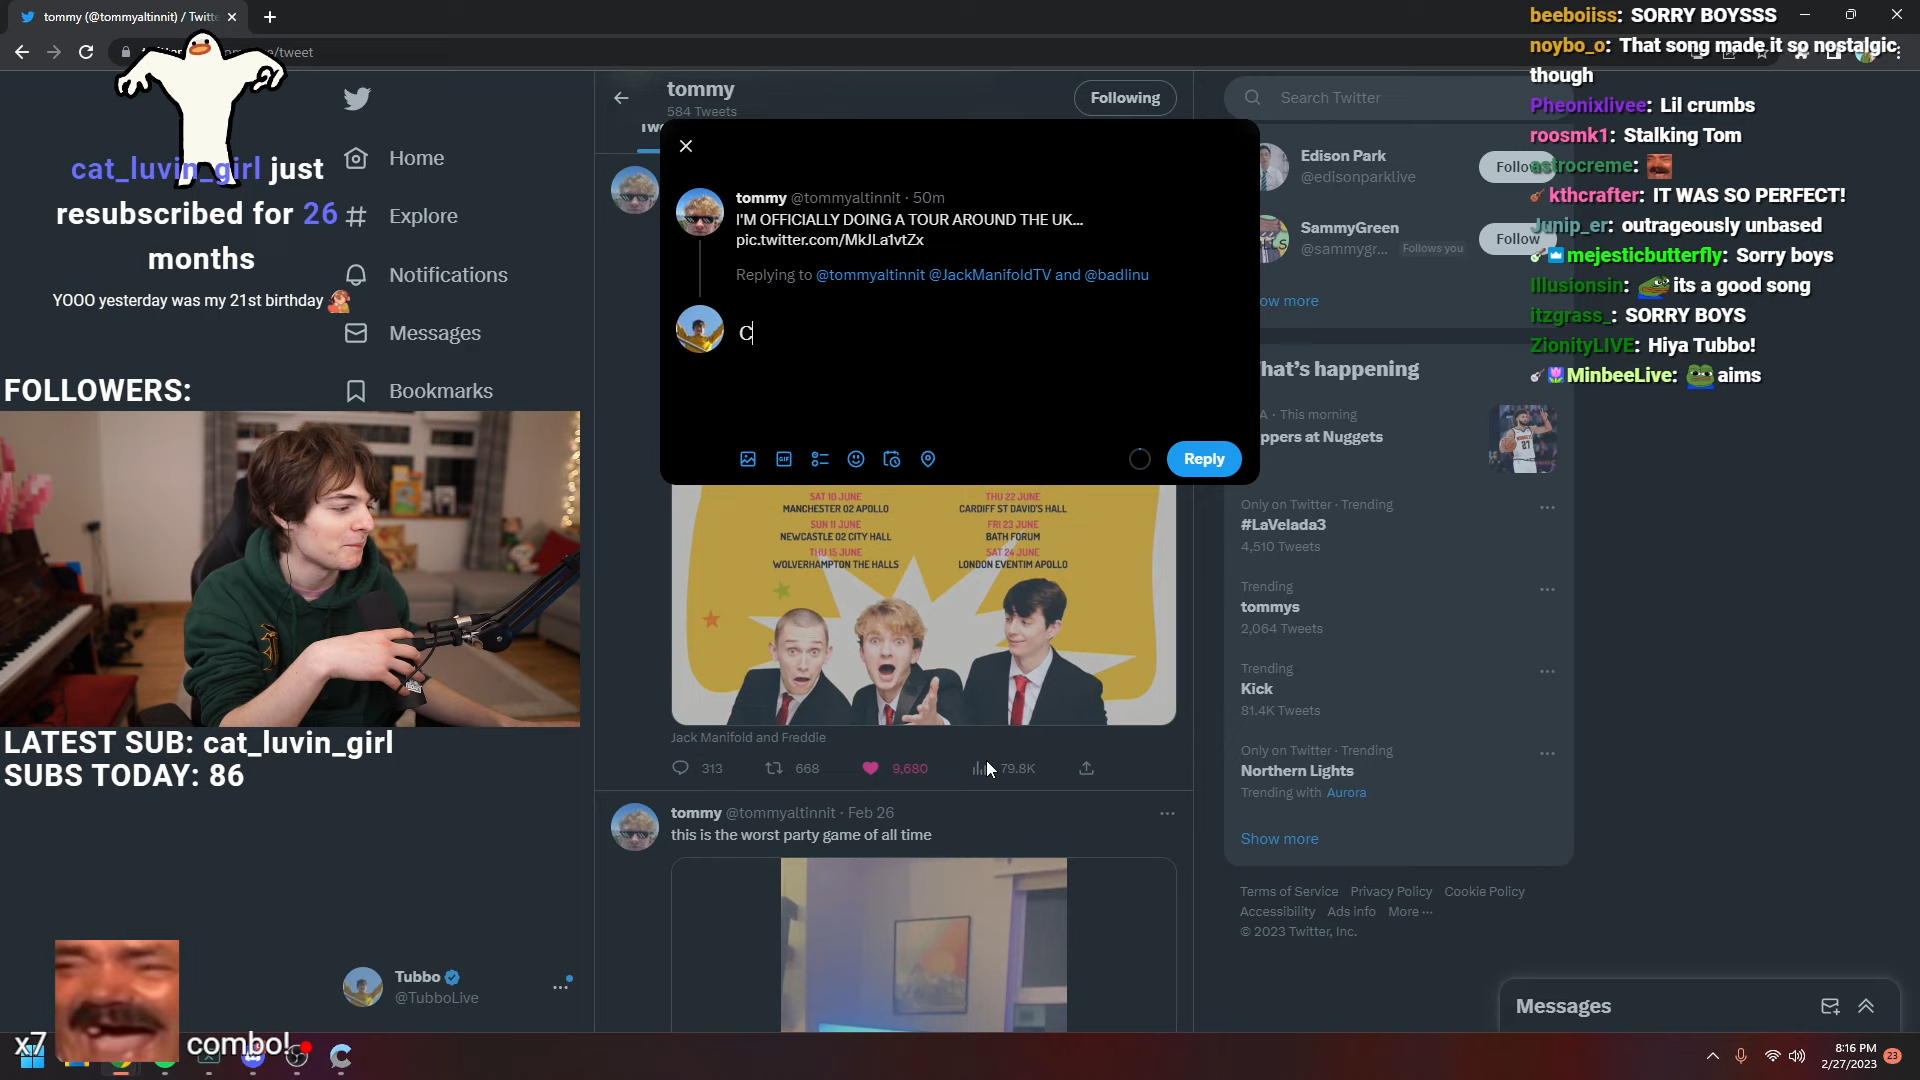 tommy (@tommyaltinnit) / Twitt
e/tweet
cat_luvin_girl just
resubscribed for 26
months
YOOO yesterday was my 21st birthday
FOLLOWERS:
LATEST SUB: cat_luvin_girl
SUBS TODAY: 86
x7
combo!
Home
Explore
Notifications
Messages
Bookmarks
Tubbo
@TubboLive
tommy
584 Tweets
Following
tommy @tommyaltinnit · 50m
I'M OFFICIALLY DOING A TOUR AROUND THE UK...
pic.twitter.com/MkJLa1vtZx
Replying to @tommyaltinnit @JackManifoldTV and @badlinu
C
GIF
Reply
SAT 10 JUNE
MANCHESTER O2 APOLLO
SUN 11 JUNE
NEWCASTLE O2 CITY HALL
THU 15 JUNE
WOLVERHAMPTON THE HALLS
THU 22 JUNE
CARDIFF ST DAVID'S HALL
FRI 23 JUNE
BATH FORUM
SAT 24 JUNE
LONDON EVENTIM APOLLO
Jack Manifold and Freddie
313
668
9,680
79.8K
tommy @tommyaltinnit · Feb 26
this is the worst party game of all time
Search Twitter
Edison Park
@edisonparklive
Follow
SammyGreen
@sammygr...
Follows you
Follow
ow more
hat's happening
A · This morning
ppers at Nuggets
Only on Twitter · Trending
#LaVelada3
4,510 Tweets
Trending
tommys
2,064 Tweets
Trending
Kick
81.4K Tweets
Only on Twitter · Trending
Northern Lights
Trending with Aurora
Show more
Terms of Service Privacy Policy Cookie Policy
Accessibility Ads info More ···
© 2023 Twitter, Inc.
Messages
beeboiiss: SORRY BOYSSS
noybo_o: That song made it so nostalgic
though
Pheonixlivee: Lil crumbs
roosmk1: Stalking Tom
astrocreme:
kthcrafter: IT WAS SO PERFECT!
Junip_er: outrageously unbased
mejesticbutterfly: Sorry boys
Illusionsin: its a good song
itzgrass_: SORRY BOYS
ZionityLIVE: Hiya Tubbo!
MinbeeLive: aims
8:16 PM
2/27/2023
23